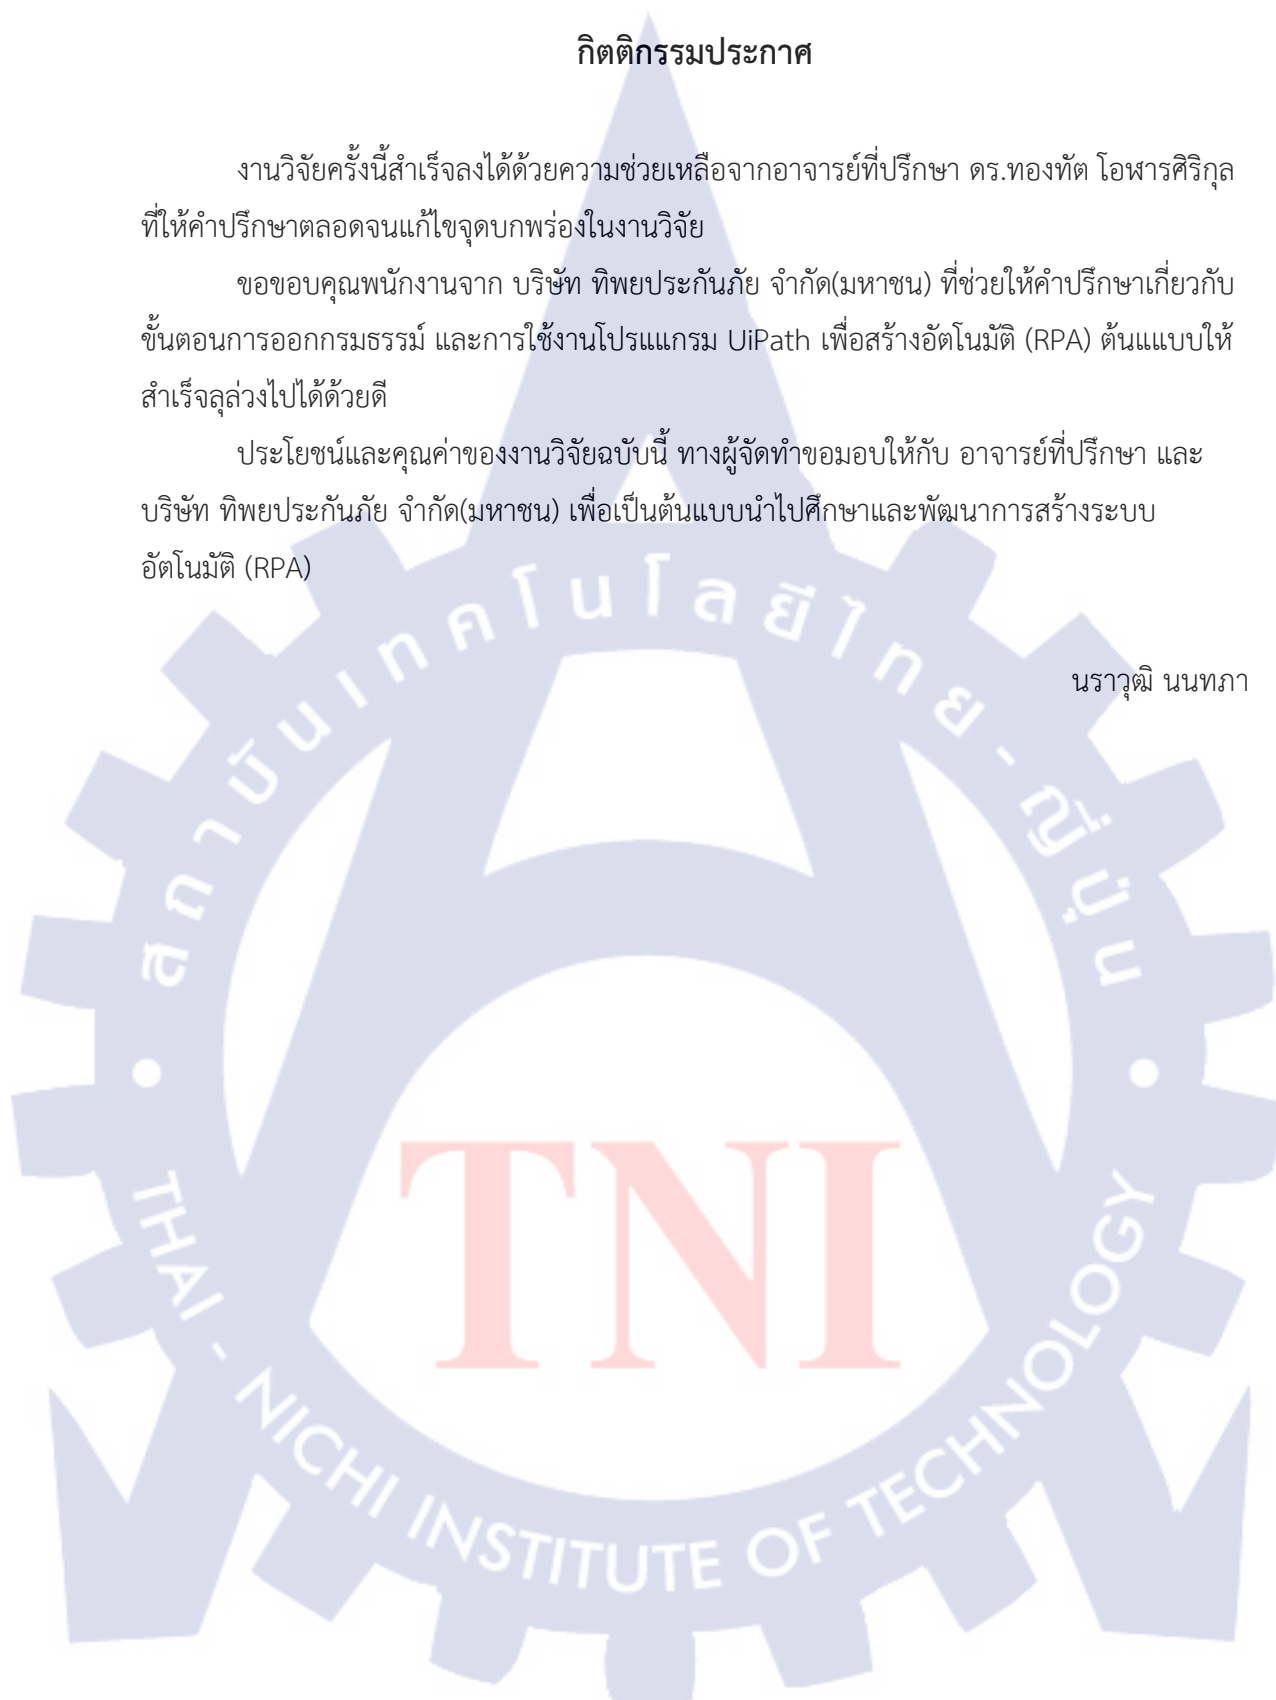 กิตติกรรมประกาศ
งานวิจัยครั้งนี้สำเร็จลงได้ด้วยความช่วยเหลือจากอาจารย์ที่ปรึกษา ดร.ทองทัต โอฬารศิริกุล
ที่ให้คำปรึกษาตลอดจนแก้ไขจุดบกพร่องในงานวิจัย
ขอขอบคุณพนักงานจาก บริษัท ทิพยประกันภัย จำกัด(มหาชน) ที่ช่วยให้คำปรึกษาเกี่ยวกับ
ขั้นตอนการออกกรมธรรม์ และการใช้งานโปรแแกรม UiPath เพื่อสร้างอัตโนมัติ (RPA) ต้นแแบบให้
สำเร็จลุล่วงไปได้ด้วยดี
ประโยชน์และคุณค่าของงานวิจัยฉบับนี้ ทางผู้จัดทำขอมอบให้กับ อาจารย์ที่ปรึกษา และ
บริษัท ทิพยประกันภัย จำกัด(มหาชน) เพื่อเป็นต้นแบบนำไปศึกษาและพัฒนาการสร้างระบบ
อัตโนมัติ (RPA)
นราวุฒิ นนทภา
สถาบันเทคโนโลยีไทย-ญี่ปุ่น
TNI
THAI - NICHI INSTITUTE OF TECHNOLOGY